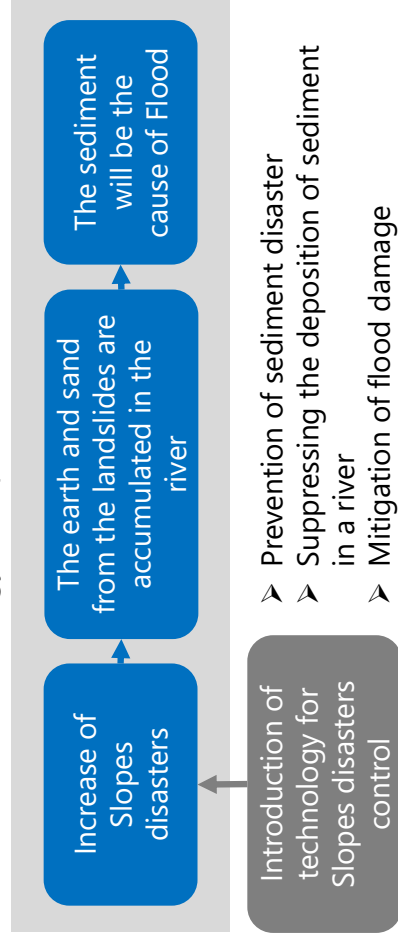 Increase of
Slopes
disasters
The earth and sand
from the landslides are
accumulated in the
river
The sediment
will be the
cause of Flood
Introduction of
technology for
Slopes disasters
control
➢ Prevention of sediment disaster
➢ Suppressing the deposition of sediment
in a river
➢ Mitigation of flood damage